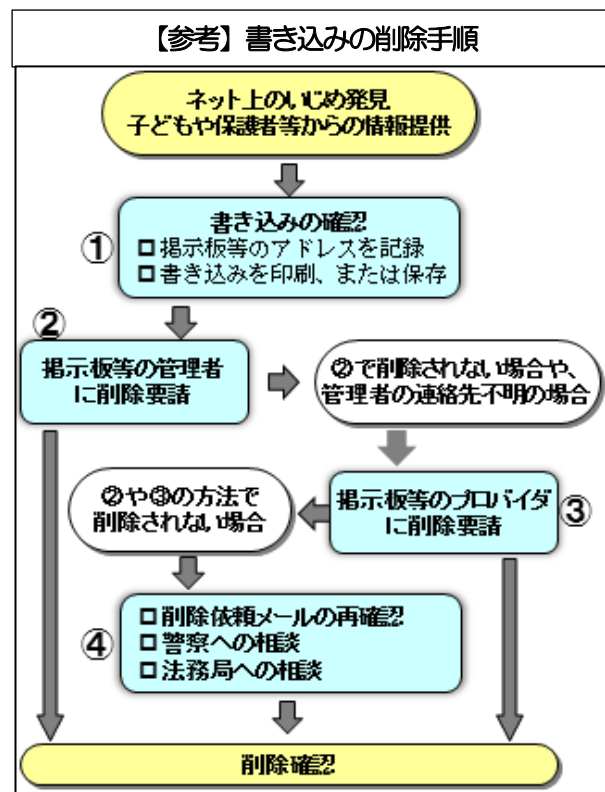 【参考】書き込みの削除手順
ネット上のいじめ発見
子どもや保護者等からの情報提供
①
書き込みの確認
□掲示板等のアドレスを記録
□書き込みを印刷、または保存
②
掲示板等の管理者
に削除要請
②で削除されない場合や、
管理者の連絡先不明の場合
掲示板等のプロバイダ
に削除要請
③
②や③の方法で
削除されない場合
④
□削除依頼メールの再確認
□警察への相談
□法務局への相談
削除確認